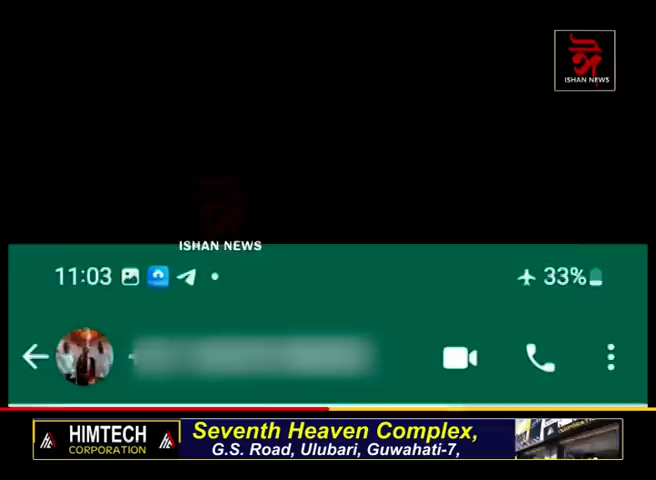 ঈ
ISHAN NEWS
ISHAN NEWS
11:03
33%
HIMTECH
CORPORATION
Seventh Heaven Complex,
G.S. Road, Ulubari, Guwahati-7,